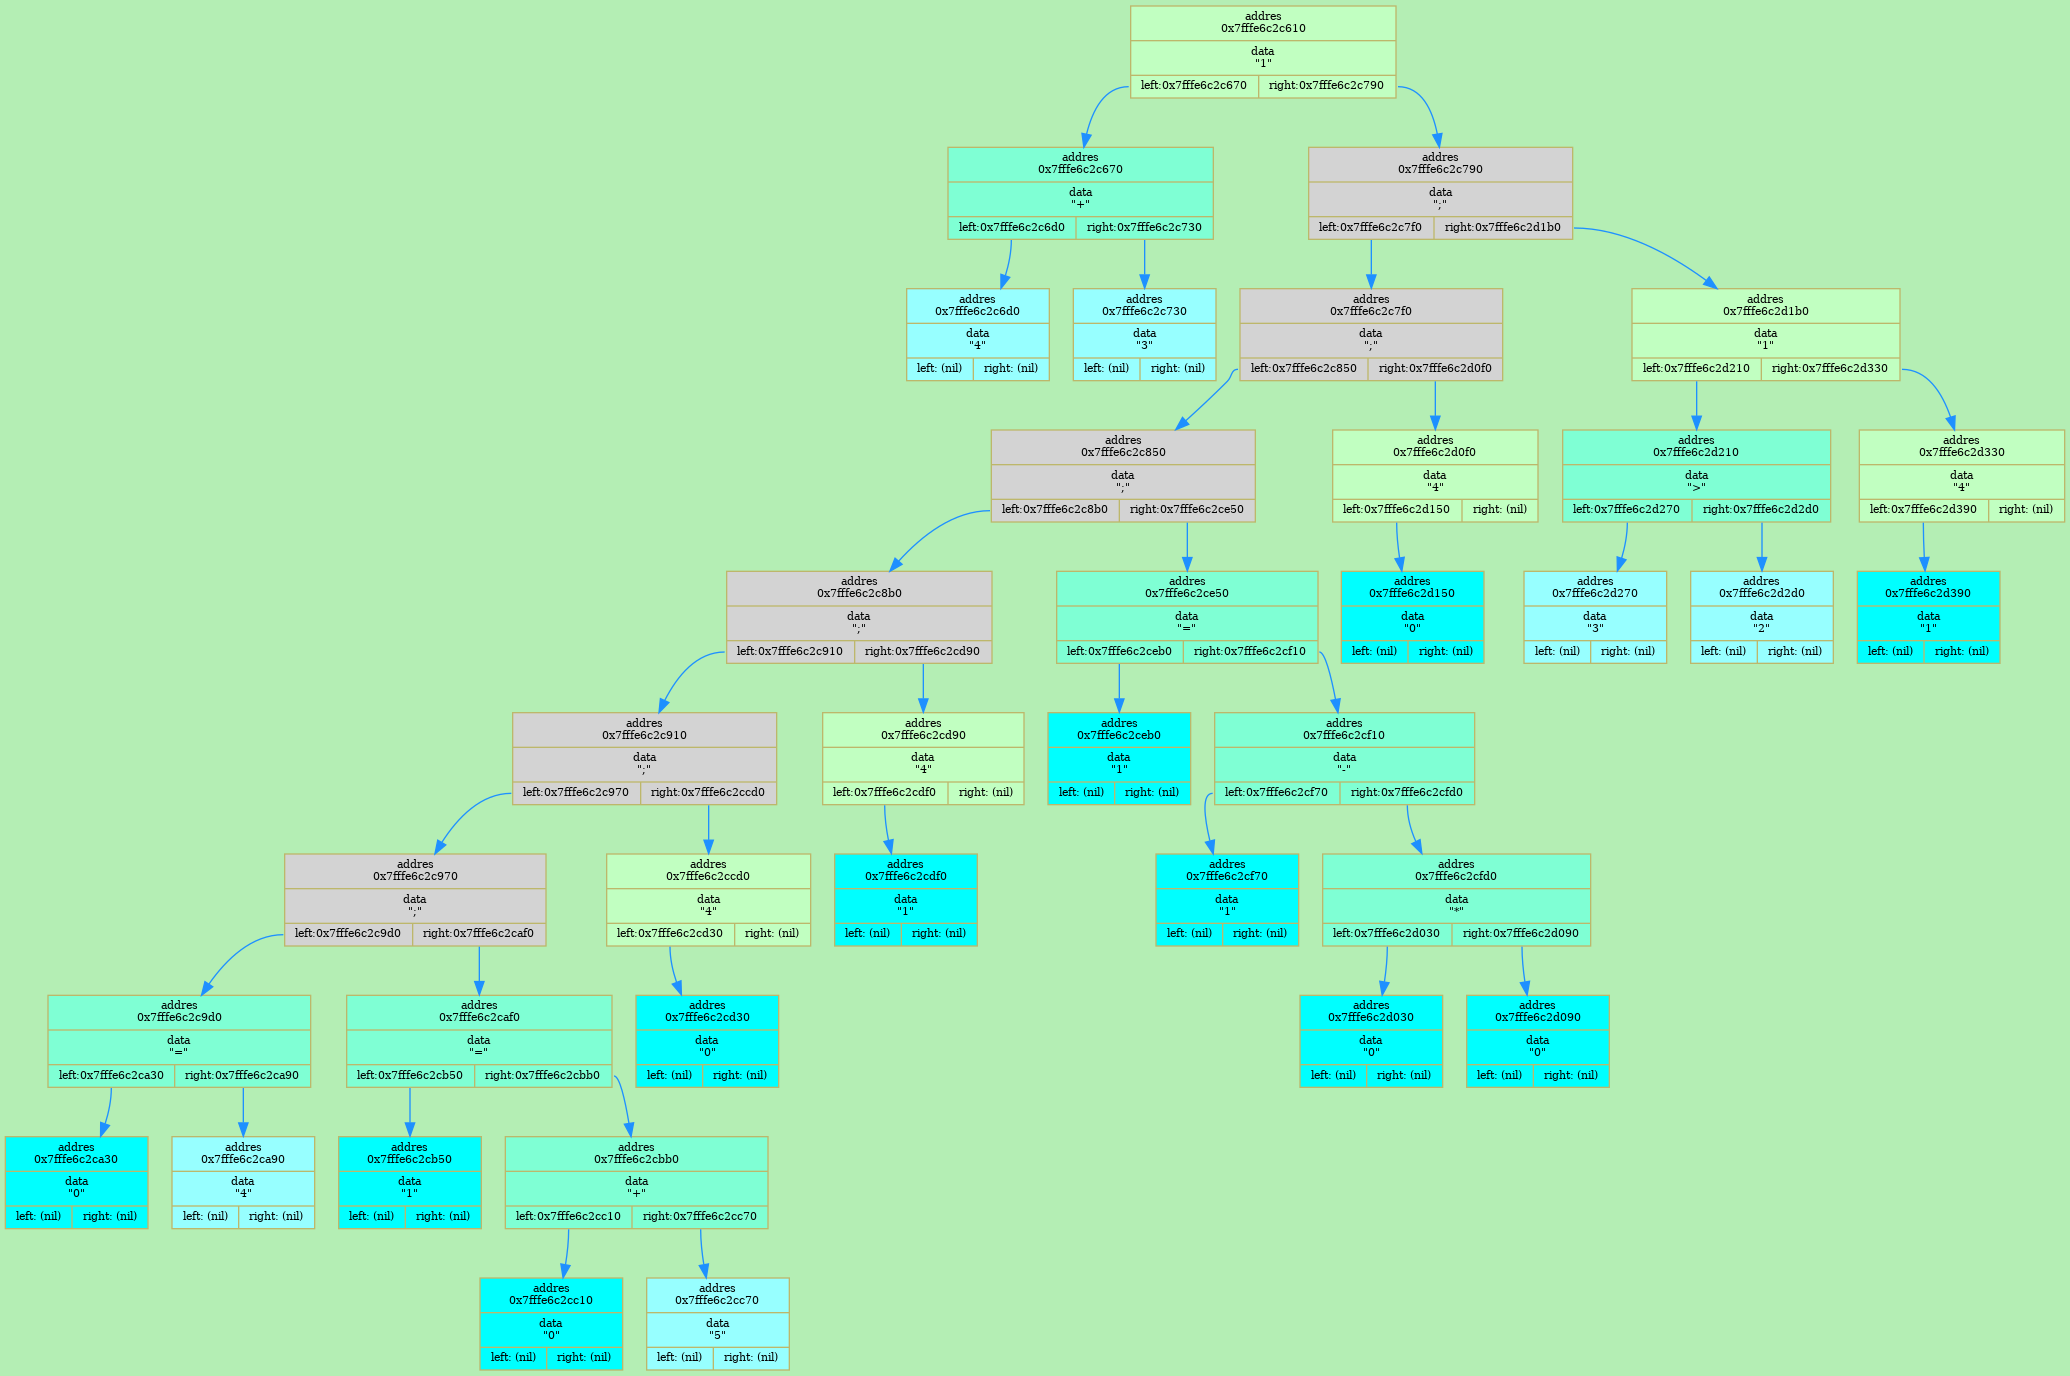 addres
0x7fffe6c2c610
data
"1"
left:0x7fffe6c2c670 right:0x7fffe6c2c790
addres
0x7fffe6c2c670
data
"+"
left:0x7fffe6c2c6d0 right:0x7fffe6c2c730
addres
0x7fffe6c2c790
data
";"
left:0x7fffe6c2c7f0 right:0x7fffe6c2d1b0
addres
0x7fffe6c2c6d0
data
"4"
left: (nil) right: (nil)
addres
0x7fffe6c2c730
data
"3"
left: (nil) right: (nil)
addres
0x7fffe6c2c7f0
data
";"
left:0x7fffe6c2c850 right:0x7fffe6c2d0f0
addres
0x7fffe6c2d1b0
data
"1"
left:0x7fffe6c2d210 right:0x7fffe6c2d330
addres
0x7fffe6c2c850
data
";"
left:0x7fffe6c2c8b0 right:0x7fffe6c2ce50
addres
0x7fffe6c2d0f0
data
"4"
left:0x7fffe6c2d150 right: (nil)
addres
0x7fffe6c2d210
data
">"
left:0x7fffe6c2d270 right:0x7fffe6c2d2d0
addres
0x7fffe6c2d330
data
"4"
left:0x7fffe6c2d390 right: (nil)
addres
0x7fffe6c2c8b0
data
";"
left:0x7fffe6c2c910 right:0x7fffe6c2cd90
addres
0x7fffe6c2ce50
data
"="
left:0x7fffe6c2ceb0 right:0x7fffe6c2cf10
addres
0x7fffe6c2d150
data
"0"
left: (nil) right: (nil)
addres
0x7fffe6c2d270
data
"3"
left: (nil) right: (nil)
addres
0x7fffe6c2d2d0
data
"2"
left: (nil) right: (nil)
addres
0x7fffe6c2d390
data
"1"
left: (nil) right: (nil)
addres
0x7fffe6c2c910
data
";"
left:0x7fffe6c2c970 right:0x7fffe6c2ccd0
addres
0x7fffe6c2cd90
data
"4"
left:0x7fffe6c2cdf0 right: (nil)
addres
0x7fffe6c2ceb0
data
"1"
left: (nil) right: (nil)
addres
0x7fffe6c2cf10
data
"-"
left:0x7fffe6c2cf70 right:0x7fffe6c2cfd0
addres
0x7fffe6c2c970
data
";"
left:0x7fffe6c2c9d0 right:0x7fffe6c2caf0
addres
0x7fffe6c2ccd0
data
"4"
left:0x7fffe6c2cd30 right: (nil)
addres
0x7fffe6c2cdf0
data
"1"
left: (nil) right: (nil)
addres
0x7fffe6c2cf70
data
"1"
left: (nil) right: (nil)
addres
0x7fffe6c2cfd0
data
"*"
left:0x7fffe6c2d030 right:0x7fffe6c2d090
addres
0x7fffe6c2c9d0
data
"="
left:0x7fffe6c2ca30 right:0x7fffe6c2ca90
addres
0x7fffe6c2caf0
data
"="
left:0x7fffe6c2cb50 right:0x7fffe6c2cbb0
addres
0x7fffe6c2cd30
data
"0"
left: (nil) right: (nil)
addres
0x7fffe6c2d030
data
"0"
left: (nil) right: (nil)
addres
0x7fffe6c2d090
data
"0"
left: (nil) right: (nil)
addres
0x7fffe6c2ca30
data
"0"
left: (nil) right: (nil)
addres
0x7fffe6c2ca90
data
"4"
left: (nil) right: (nil)
addres
0x7fffe6c2cb50
data
"1"
left: (nil) right: (nil)
addres
0x7fffe6c2cbb0
data
"+"
left:0x7fffe6c2cc10 right:0x7fffe6c2cc70
addres
0x7fffe6c2cc10
data
"0"
left: (nil) right: (nil)
addres
0x7fffe6c2cc70
data
"5"
left: (nil) right: (nil)